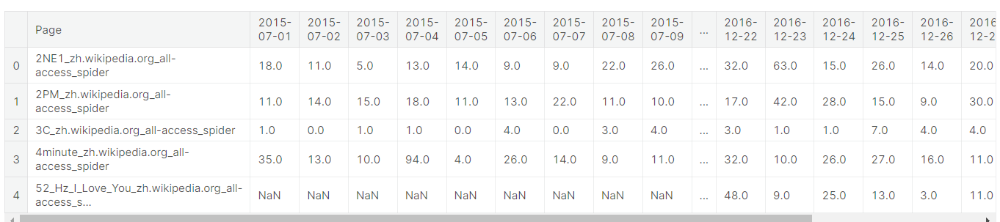 Page 2015-07-01 2015-07-02 2015-07-03 2015-07-04 2015-07-05 2015-07-06 2015-07-07 2015-07-08 2015-07-09 ... 2016-12-22 2016-12-23 2016-12-24 2016-12-25 2016-12-26 2016-12-2
0 2NE1_zh.wikipedia.org_all-access_spider 18.0 11.0 5.0 13.0 14.0 9.0 9.0 22.0 26.0 ... 32.0 63.0 15.0 26.0 14.0 20.0
1 2PM_zh.wikipedia.org_all-access_spider 11.0 14.0 15.0 18.0 11.0 13.0 22.0 11.0 10.0 ... 17.0 42.0 28.0 15.0 9.0 30.0
2 3C_zh.wikipedia.org_all-access_spider 1.0 0.0 1.0 1.0 0.0 4.0 0.0 3.0 4.0 ... 3.0 1.0 1.0 7.0 4.0 4.0
3 4minute_zh.wikipedia.org_all-access_spider 35.0 13.0 10.0 94.0 4.0 26.0 14.0 9.0 11.0 ... 32.0 10.0 26.0 27.0 16.0 11.0
4 52_Hz_I_Love_You_zh.wikipedia.org_all-access_s... NaN NaN NaN NaN NaN NaN NaN NaN NaN ... 48.0 9.0 25.0 13.0 3.0 11.0